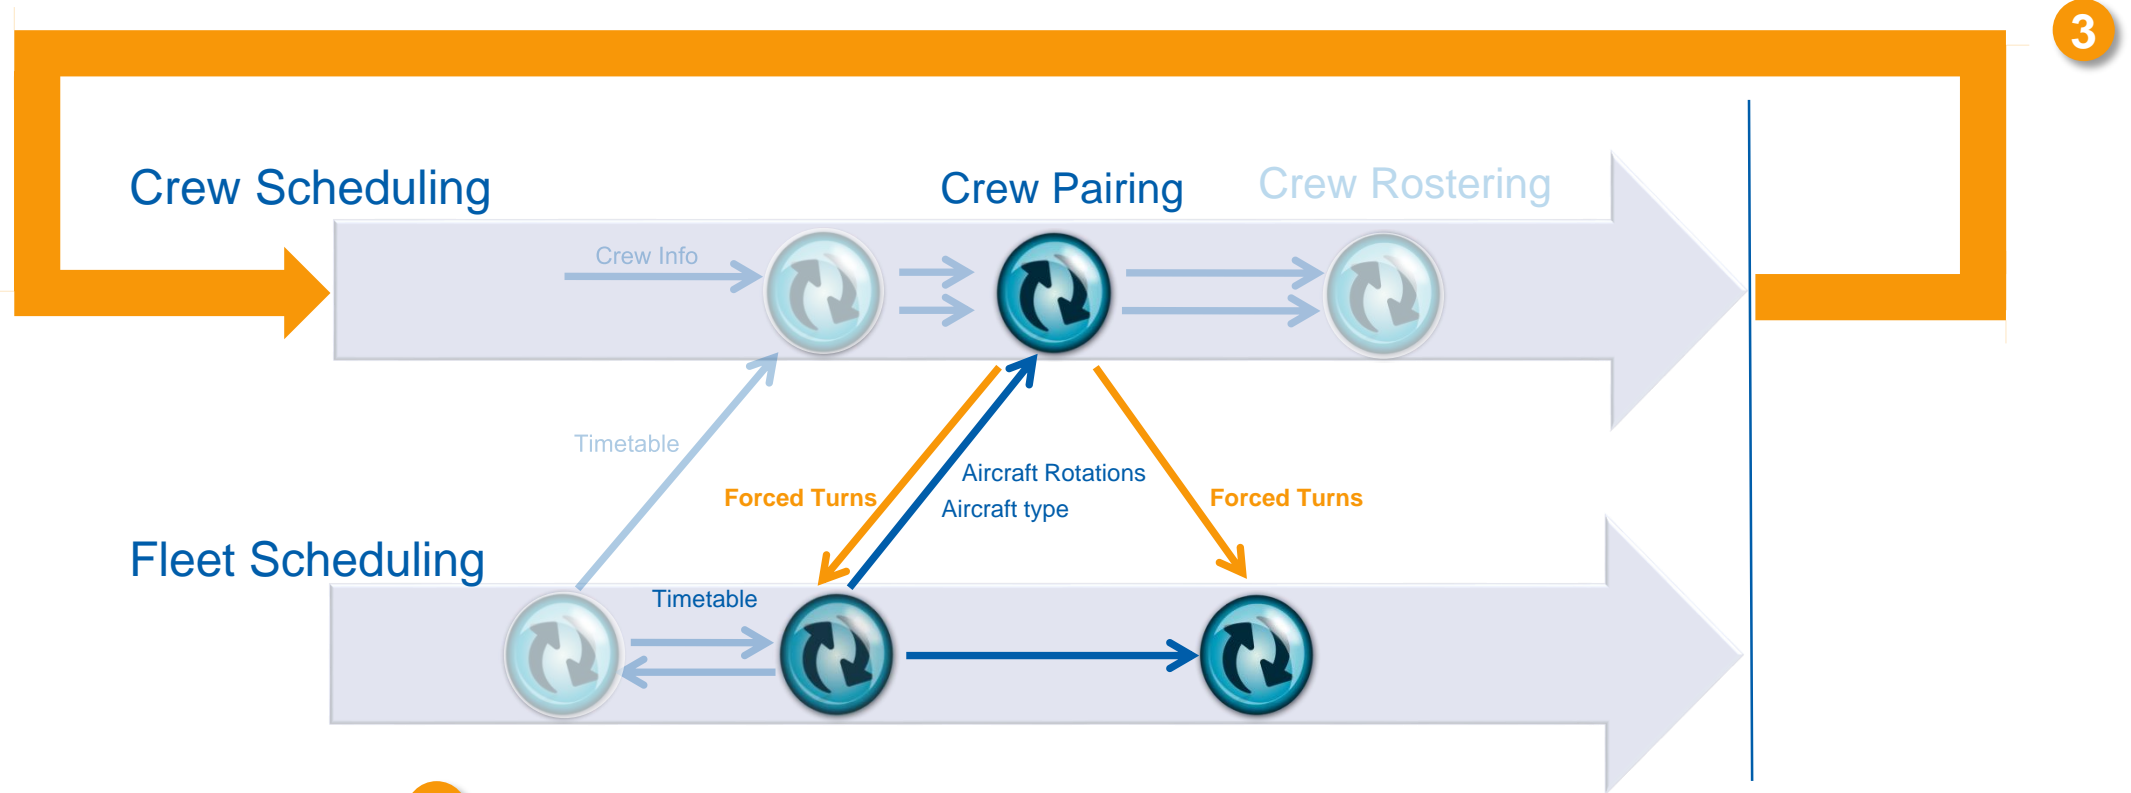 3
Crew Scheduling
Crew Pairing
Crew Rostering
Crew Info
Timetable
Aircraft Rotations
Forced Turns
Aircraft type
Forced Turns
Fleet Scheduling
Timetable